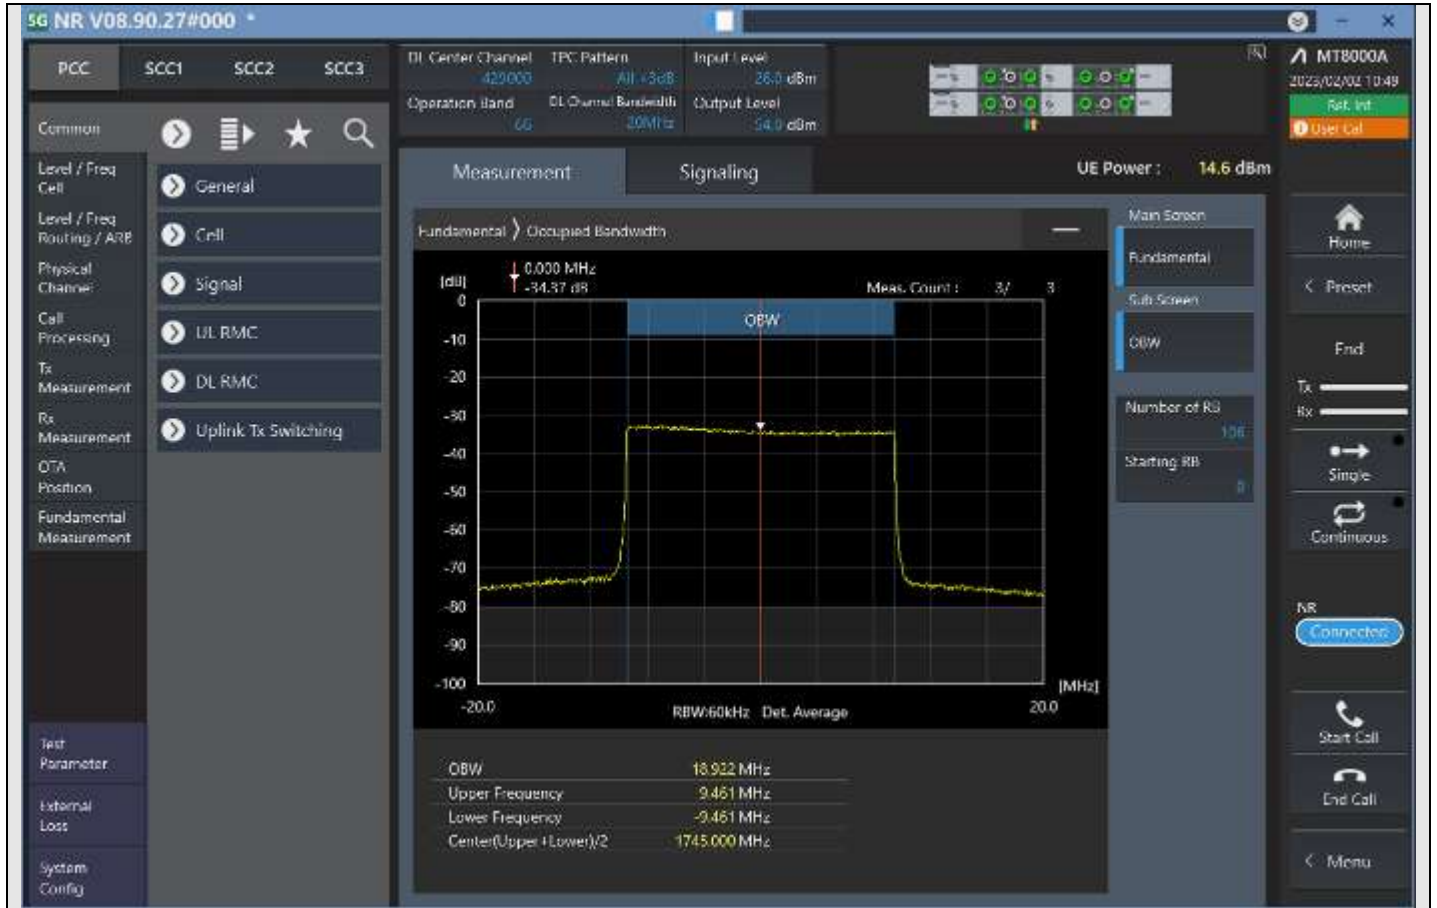 5G NR V08.90.27#000 *
PCC SCC1 SCC2 SCC3
DL Center Channel TPC Pattern Input Level
429000 All +3dB 26.0 dBm
Operation Band DL Channel Bandwidth Output Level
66 20MHz -54.0 dBm
MT8000A
2023/02/02 10:49
Ref. Int
User Cal
Common
Level / Freq
Cell
Level / Freq
Routing / ARB
Physical
Channel
Call
Processing
Tx
Measurement
Rx
Measurement
OTA
Position
Fundamental
Measurement
Test
Parameter
External
Loss
System
Config
General
Cell
Signal
UL RMC
DL RMC
Uplink Tx Switching
Measurement Signaling
UE Power : 14.6 dBm
Fundamental Occupied Bandwidth
[dB]
0.000 MHz
-34.37 dB
Meas. Count : 3/ 3
OBW
0
-10
-20
-30
-40
-50
-60
-70
-80
-90
-100
[MHz]
-20.0 20.0
RBW:60kHz Det. Average
OBW 18.922 MHz
Upper Frequency 9.461 MHz
Lower Frequency -9.461 MHz
Center(Upper+Lower)/2 1745.000 MHz
Main Screen
Fundamental
Sub Screen
OBW
Number of RB
106
Starting RB
0
Home
< Preset
End
Tx
Rx
Single
Continuous
NR
Connected
Start Call
End Call
< Menu